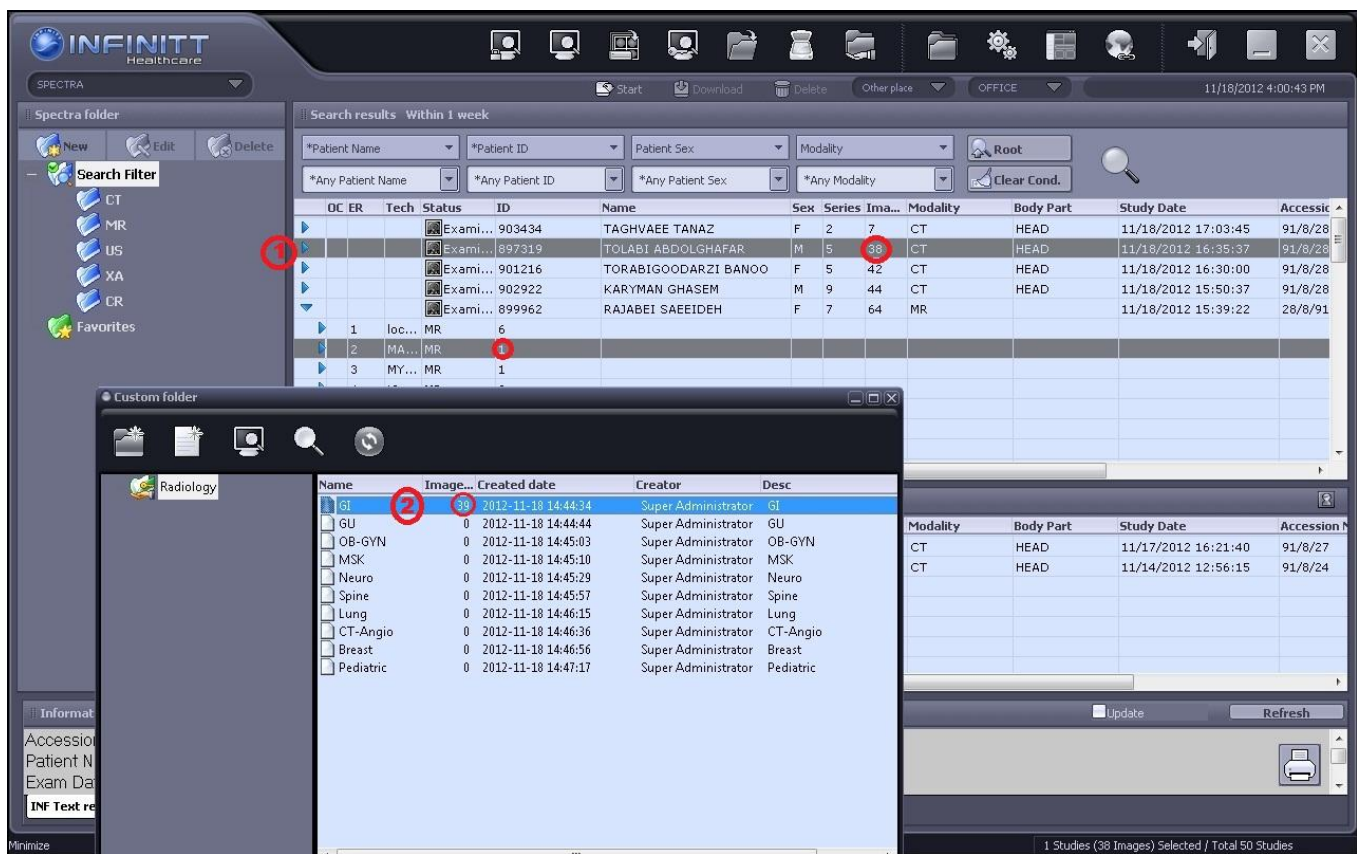 INFINITT
Healthcare
SPECTRA
Start Download Delete Other place OFFICE 11/18/2012 4:00:43 PM
Spectra folder
New Edit Delete
Search Filter
CT
MR
US
XA
CR
Favorites
Search results Within 1 week
*Patient Name *Patient ID Patient Sex Modality Root
*Any Patient Name *Any Patient ID *Any Patient Sex *Any Modality Clear Cond.
OC ER Tech Status ID Name Sex Series Ima... Modality Body Part Study Date Accessic
Exami... 903434 TAGHVAEE TANAZ F 2 7 CT HEAD 11/18/2012 17:03:45 91/8/28
1 Exami... 897319 TOLABI ABDOLGHAFAR M 5 38 CT HEAD 11/18/2012 16:35:37 91/8/28
Exami... 901216 TORABIGOODARZI BANOO F 5 42 CT HEAD 11/18/2012 16:30:00 91/8/28
Exami... 902922 KARYMAN GHASEM M 9 44 CT HEAD 11/18/2012 15:50:37 91/8/28
Exami... 899962 RAJABEI SAEEIDEH F 7 64 MR 11/18/2012 15:39:22 28/8/91
1 loc... MR 6
2 MA... MR 1
3 MY... MR 1
Custom folder
Radiology
Name Image... Created date Creator Desc
GI 2 39 2012-11-18 14:44:34 Super Administrator GI
GU 0 2012-11-18 14:44:44 Super Administrator GU
OB-GYN 0 2012-11-18 14:45:03 Super Administrator OB-GYN
MSK 0 2012-11-18 14:45:10 Super Administrator MSK
Neuro 0 2012-11-18 14:45:29 Super Administrator Neuro
Spine 0 2012-11-18 14:45:57 Super Administrator Spine
Lung 0 2012-11-18 14:46:15 Super Administrator Lung
CT-Angio 0 2012-11-18 14:46:36 Super Administrator CT-Angio
Breast 0 2012-11-18 14:46:56 Super Administrator Breast
Pediatric 0 2012-11-18 14:47:17 Super Administrator Pediatric
Modality Body Part Study Date Accession N
CT HEAD 11/17/2012 16:21:40 91/8/27
CT HEAD 11/14/2012 12:56:15 91/8/24
Informat
Update Refresh
Accession
Patient N
Exam Da
INF Text re
Minimize
1 Studies (38 Images) Selected / Total 50 Studies